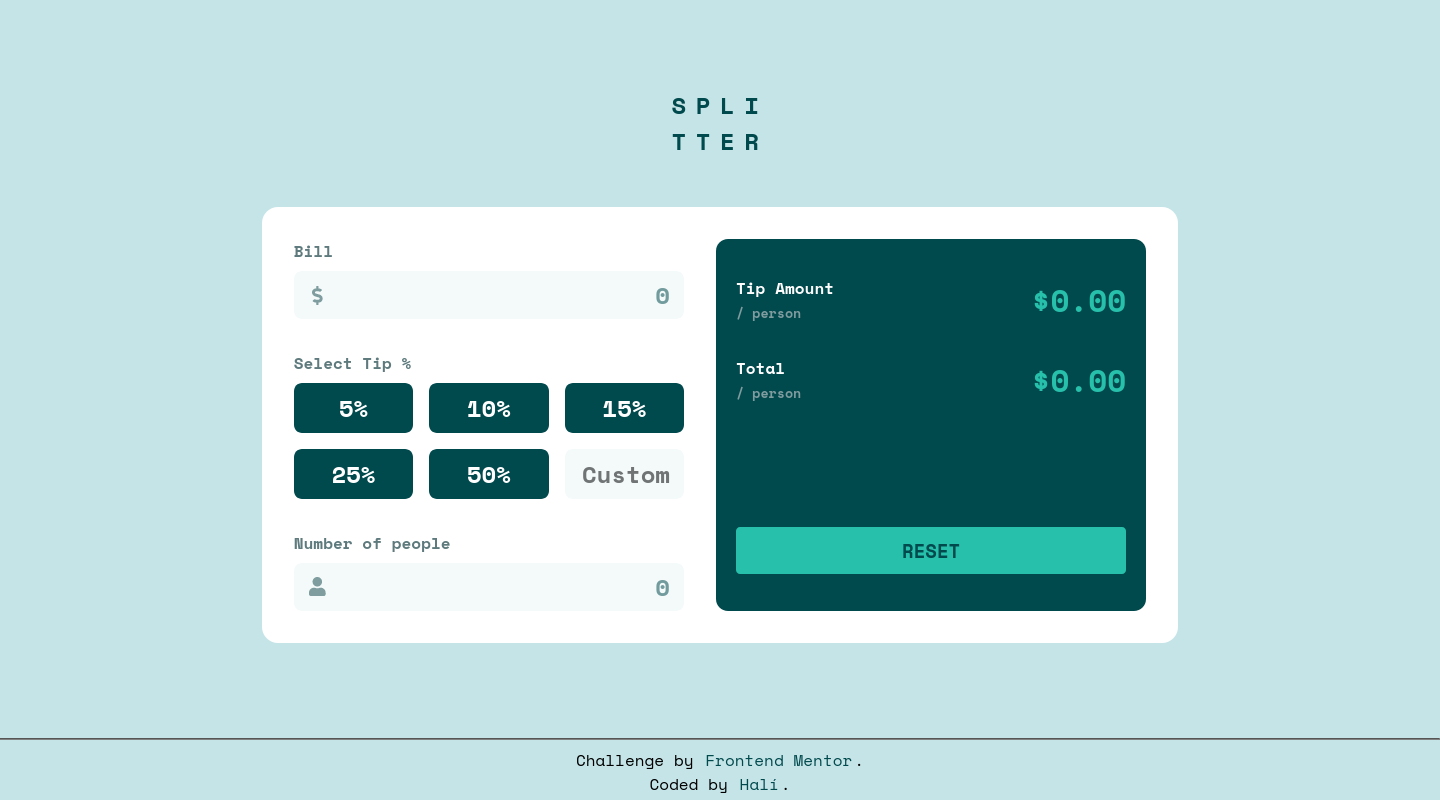 SPLI
TTER
Bill
$ 0
Select Tip %
5% 10% 15%
25% 50% Custom
Number of people
0
Tip Amount
/ person
$0.00
Total
/ person
$0.00
RESET
Challenge by Frontend Mentor.
Coded by Halí.